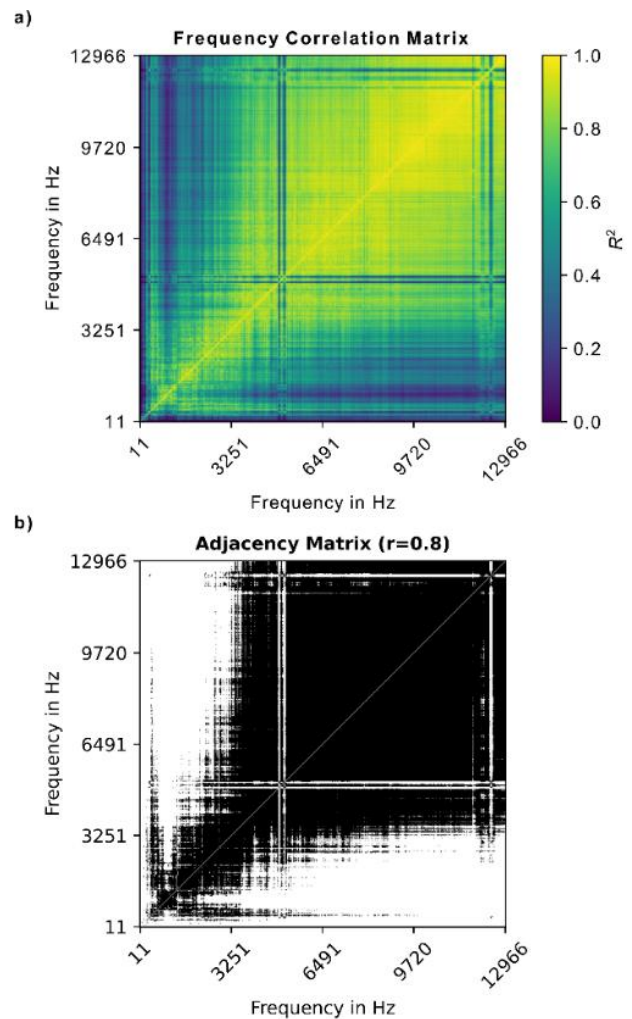 a)
Frequency Correlation Matrix
12966
9720
6491
3251
11
Frequency in Hz
11
3251
6491
9720
12966
Frequency in Hz
1.0
0.8
0.6
0.4
0.2
0.0
R²
b)
Adjacency Matrix (r=0.8)
12966
9720
6491
3251
11
Frequency in Hz
11
3251
6491
9720
12966
Frequency in Hz